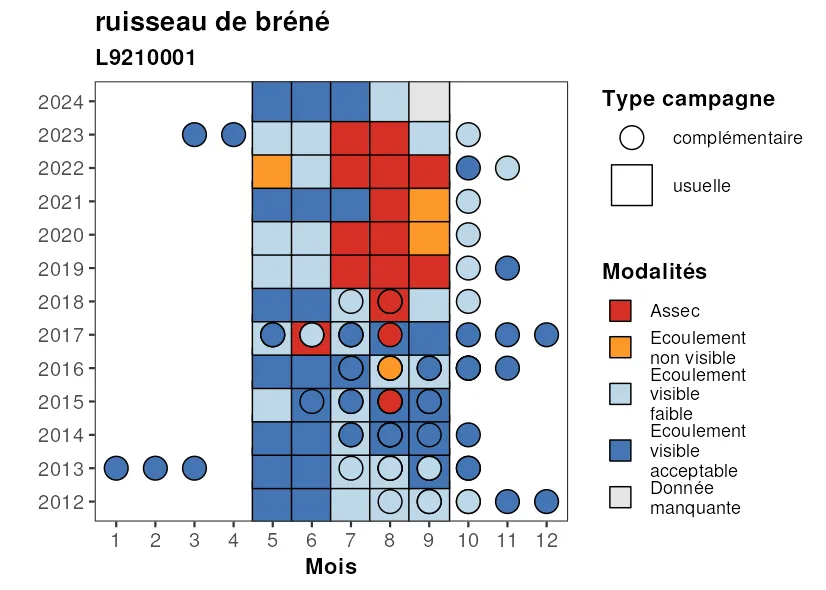 ruisseau de bréné
L9210001
2024
2023
2022
2021
2020
2019
2018
2017
2016
2015
2014
2013
2012
1 2 3 4 5 6 7 8 9 10 11 12
Mois
Type campagne
complémentaire
usuelle
Modalités
Assec
Ecoulement
non visible
Ecoulement
visible
faible
Ecoulement
visible
acceptable
Donnée
manquante